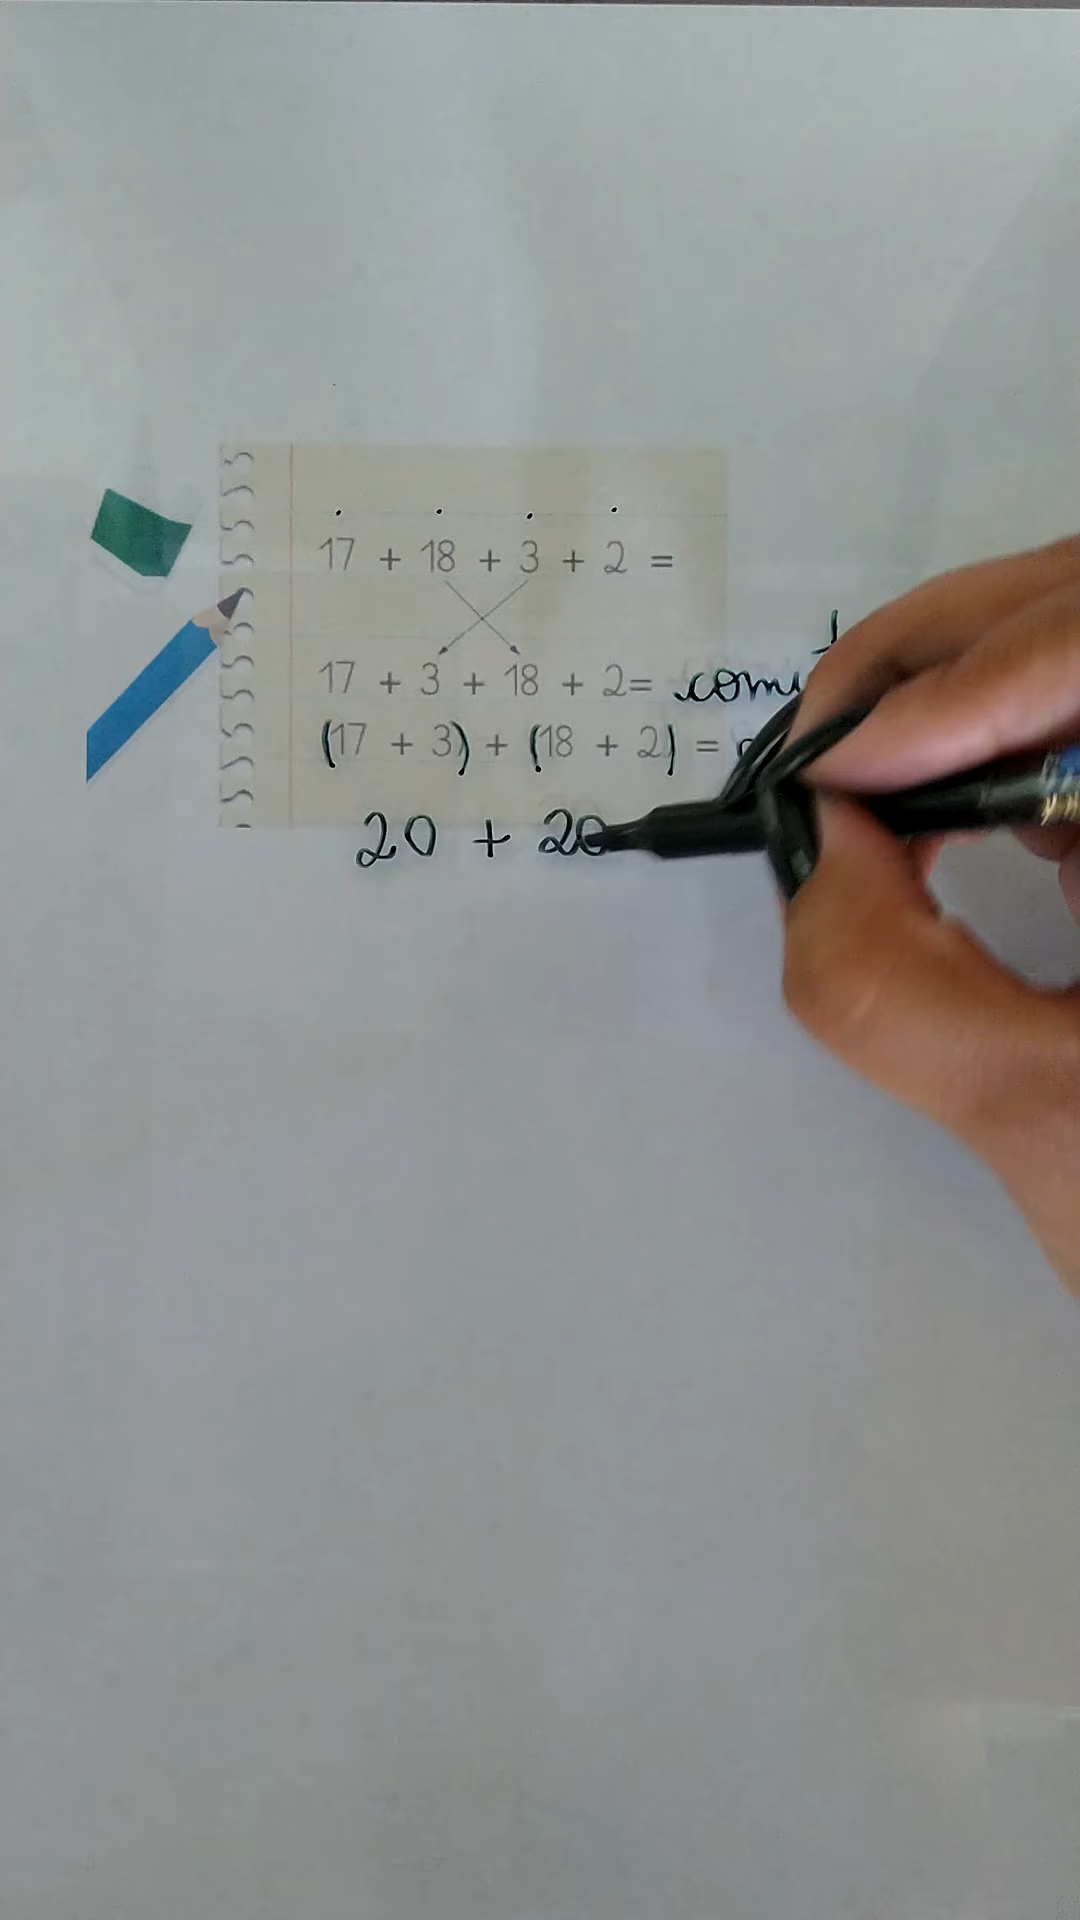 17 + 18 + 3 + 2 =
17 + 3 + 18 + 2=
(17 + 3) + (18 + 2) =
20 + 20